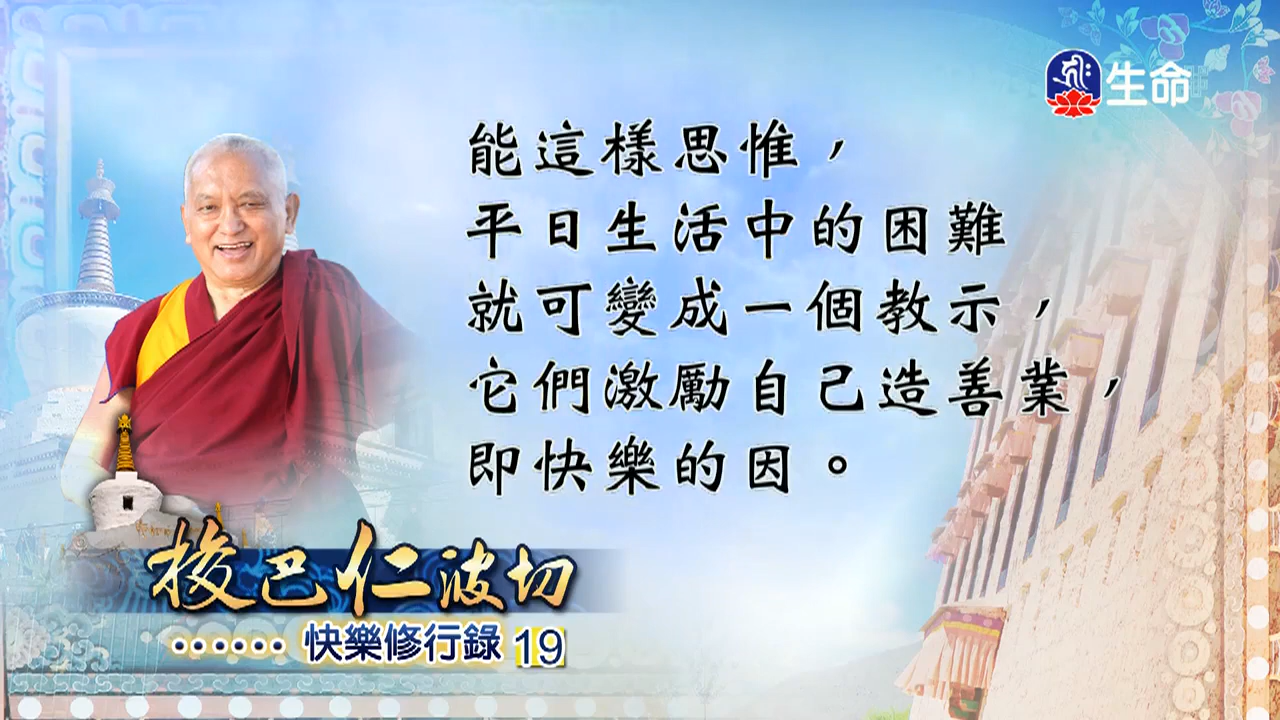 生命
能這樣思惟，
平日生活中的困難
就可變成一個教示，
它們激勵自己造善業，
即快樂的因。
梭巴仁波切
......快樂修行錄 19